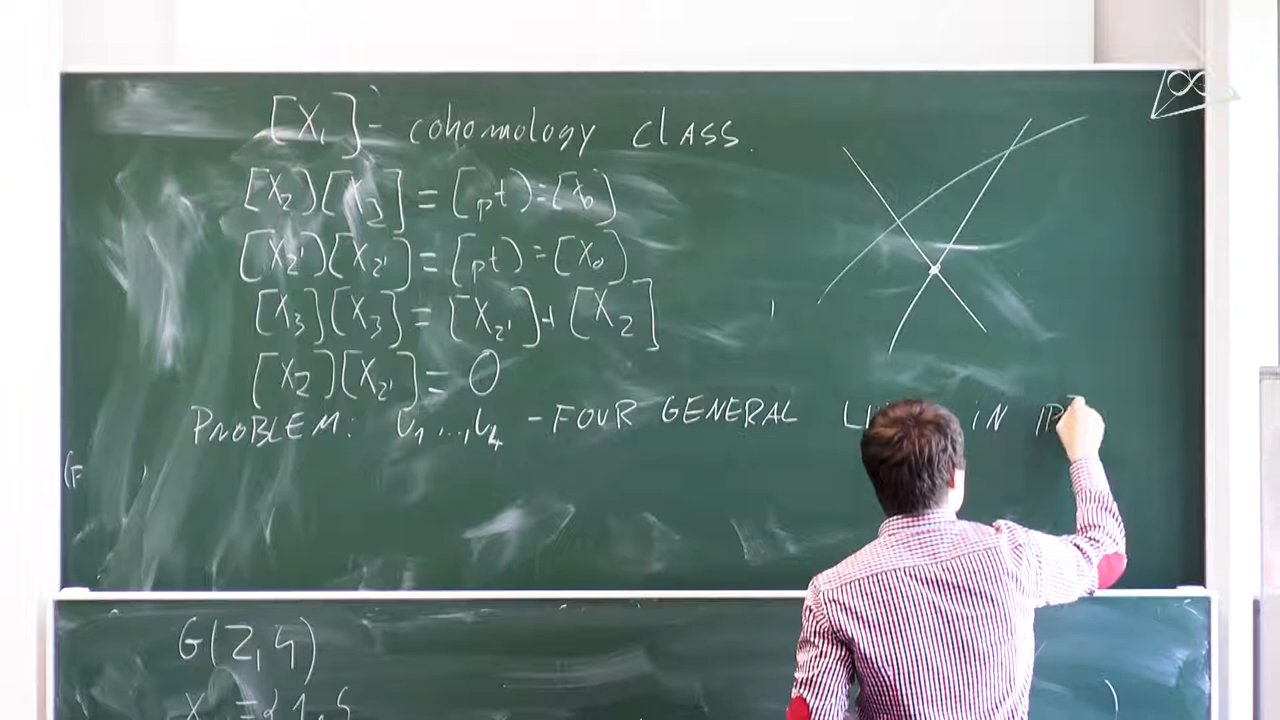 [X₁] - cohomology CLASS.
[X₂][X₂] = [pt] = [X₀]
[X₂'][X₂'] = [pt] = [X₀]
[X₃][X₃] = [X₂'] + [X₂]
[X₂][X₂'] = 0
PROBLEM: l₁,...,l₄ - FOUR GENERAL IN
G(2,4)